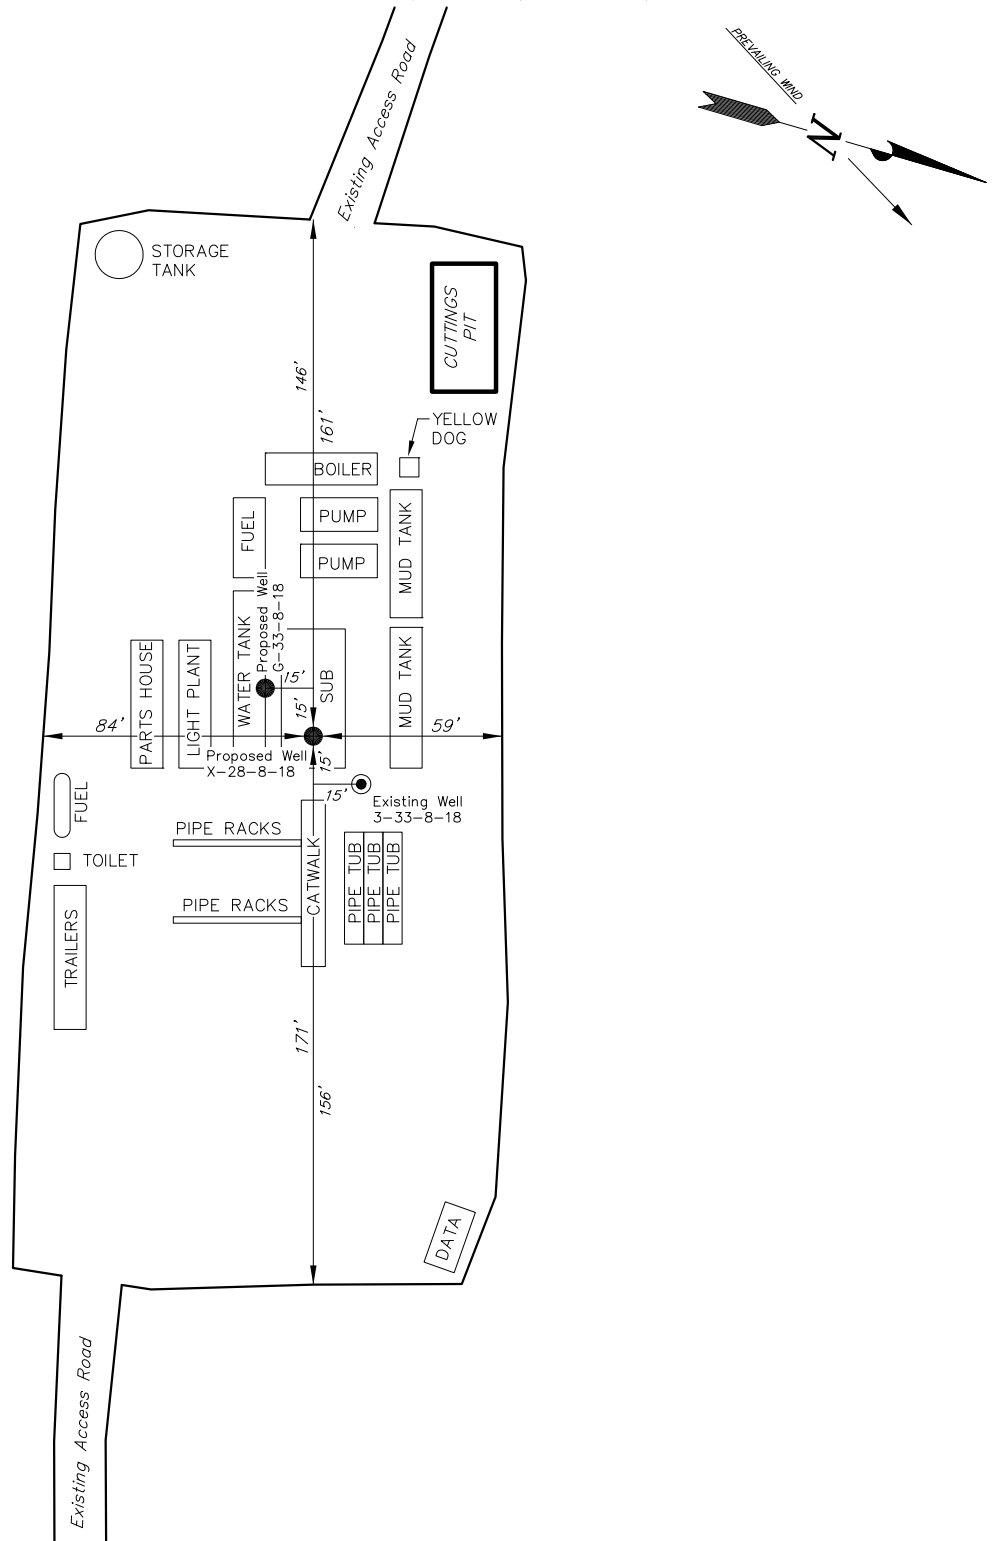 Existing Access Road
PREVAILING WIND
N
STORAGE
TANK
CUTTINGS
PIT
146'
161'
YELLOW
DOG
BOILER
FUEL
PUMP
PUMP
MUD TANK
Proposed Well
G-33-8-18
WATER TANK
PARTS HOUSE
LIGHT PLANT
SUB
MUD TANK
15'
15'
84'
59'
Proposed Well
X-28-8-18
15'
15'
Existing Well
3-33-8-18
FUEL
PIPE RACKS
TOILET
CATWALK
PIPE TUB
PIPE TUB
PIPE TUB
PIPE RACKS
TRAILERS
171'
156'
DATA
Existing Access Road